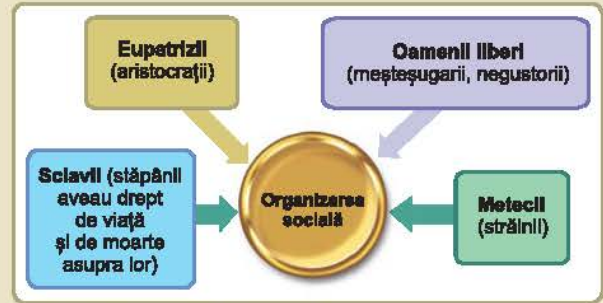 Eupatrizii
(aristocrații)
Oamenii liberi
(meșteșugarii, negustorii)
Sclavii (stăpânii
aveau drept
de viață
și de moarte
asupra lor)
Organizarea
socială
Metecii
(străinii)